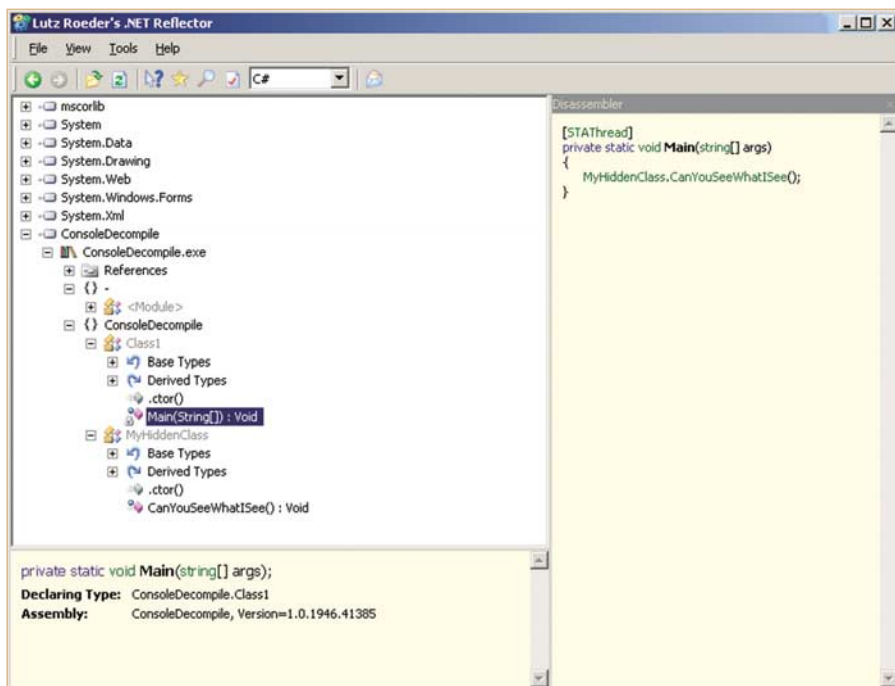 Lutz Roeder's .NET Reflector
File View Tools Help
C#
mscorlib
System
System.Data
System.Drawing
System.Web
System.Windows.Forms
System.Xml
ConsoleDecompile
ConsoleDecompile.exe
References
{} -
<Module>
{} ConsoleDecompile
Class1
Base Types
Derived Types
.ctor()
Main(String[]) : Void
MyHiddenClass
Base Types
Derived Types
.ctor()
CanYouSeeWhatISee() : Void
Disassembler
[STAThread]
private static void Main(string[] args)
{
MyHiddenClass.CanYouSeeWhatISee();
}
private static void Main(string[] args);
Declaring Type: ConsoleDecompile.Class1
Assembly: ConsoleDecompile, Version=1.0.1946.41385